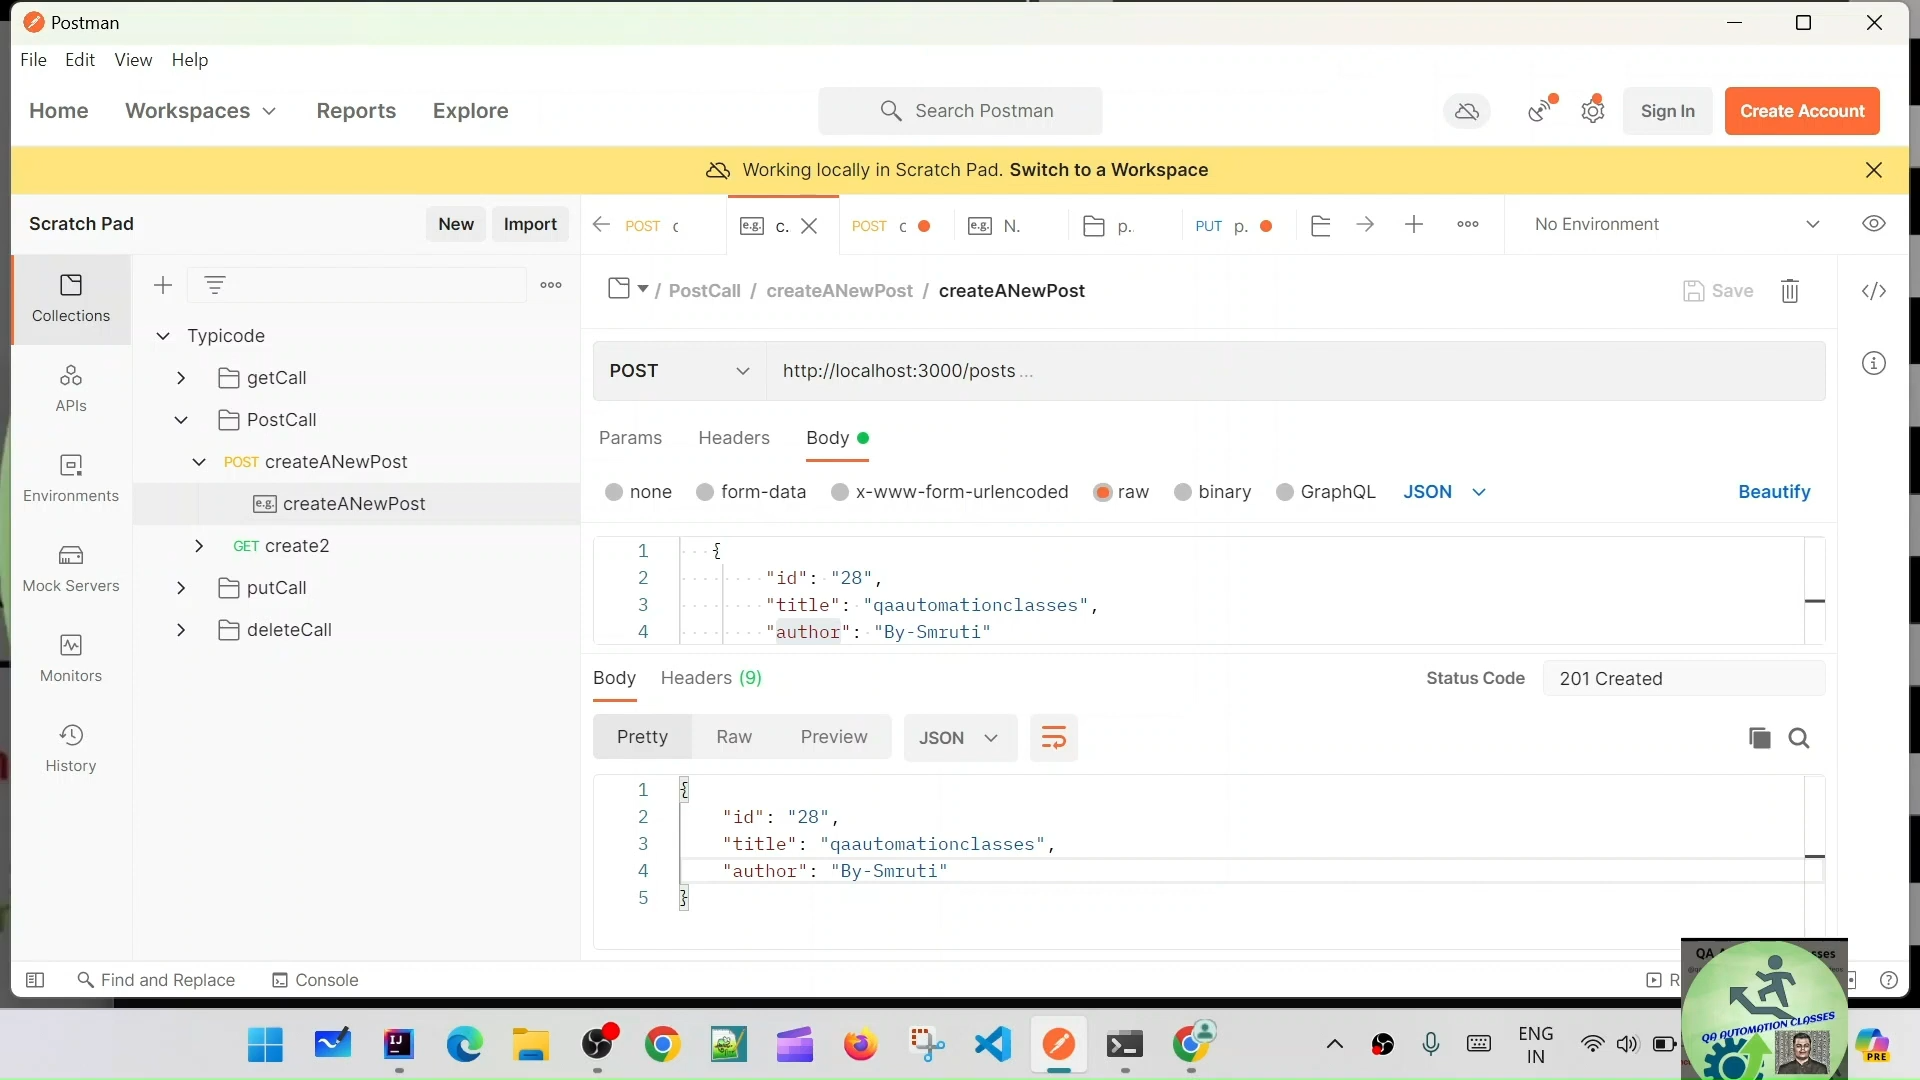 Postman
File Edit View Help
Home Workspaces Reports Explore Search Postman Sign In Create Account
Working locally in Scratch Pad. Switch to a Workspace
Scratch Pad New Import POST c e.g. c. POST c e.g. N. p. PUT p. No Environment
Collections
PostCall / createANewPost / createANewPost Save
Typicode
getCall
PostCall
POST createANewPost
e.g. createANewPost
GET create2
putCall
deleteCall
APIs
Environments
Mock Servers
Monitors
History
POST http://localhost:3000/posts ...
Params Headers Body
none form-data x-www-form-urlencoded raw binary GraphQL JSON Beautify
1 {
2 "id": "28",
3 "title": "qaautomationclasses",
4 "author": "By-Smruti"
Body Headers (9) Status Code 201 Created
Pretty Raw Preview JSON
1 {
2 "id": "28",
3 "title": "qaautomationclasses",
4 "author": "By-Smruti"
5 }
Find and Replace Console
QA AUTOMATION CLASSES
IJ
ENG
IN
PRE